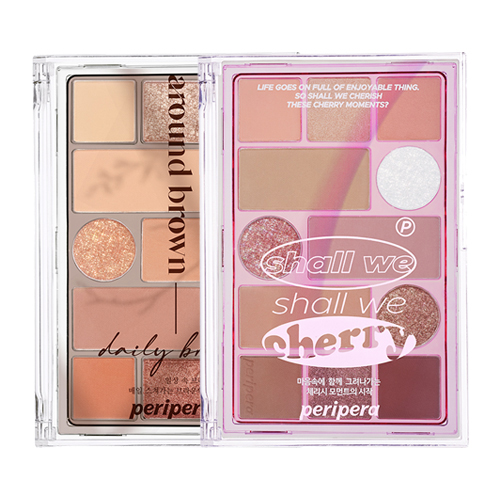 around brown
daily
peripera
LIFE GOES ON FULL OF ENJOYABLE THING.
SO SHALL WE CHERISH
THESE CHERRY MOMENTS?
P
shall we
shall we
cherry
마음속에 함께 그려나가는
체리시 모먼트의 시작
peripera